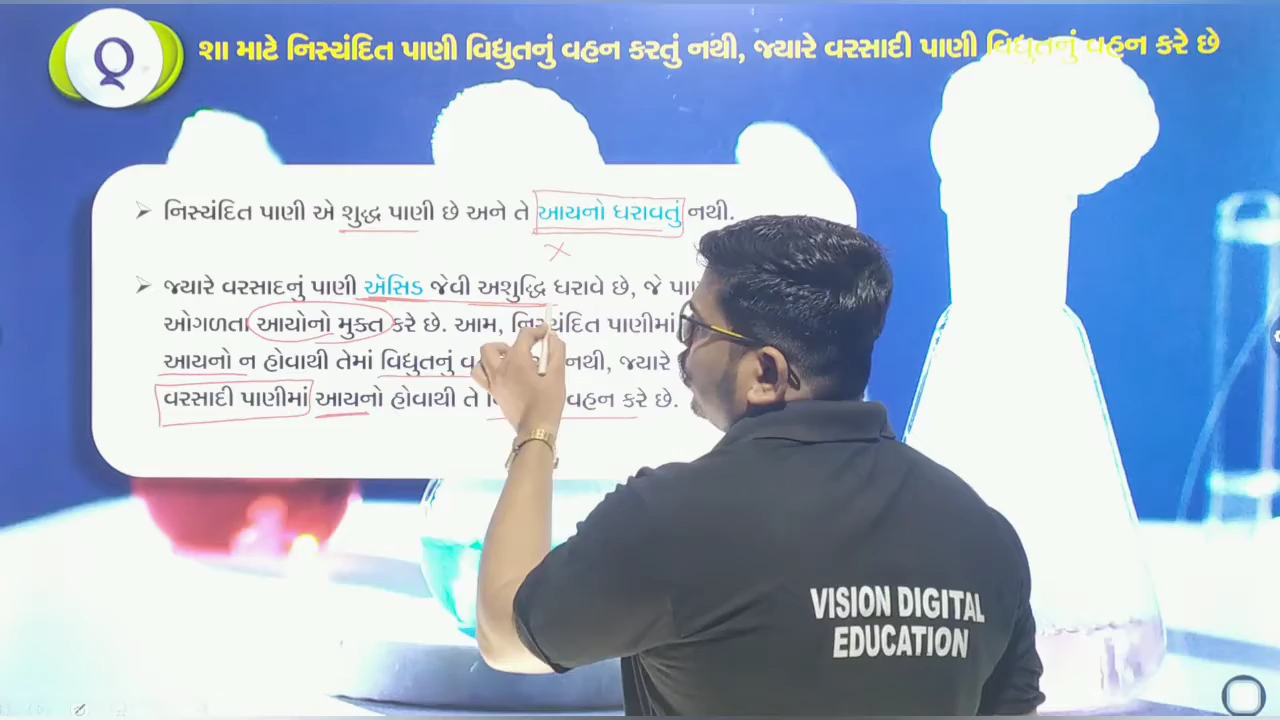 શા માટે નિસ્યંદિત પાણી વિદ્યુતનું વહન કરતું નથી, જ્યારે વરસાદી પાણી વિદ્યુતનું વહન કરે છે
નિસ્યંદિત પાણી એ શુદ્ધ પાણી છે અને તે આયનો ધરાવતું નથી.
જ્યારે વરસાદનું પાણી ઍસિડ જેવી અશુદ્ધિ ધરાવે છે, જે
ઓગળતા આયોનો મુક્ત કરે છે. આમ, નિસ્યંદિત પાણીમાં
આયનો ન હોવાથી તેમાં વિદ્યુતનું નથી, જ્યારે
વરસાદી પાણીમાં આયનો હોવાથી તે વહન કરે છે.
VISION DIGITAL
EDUCATION